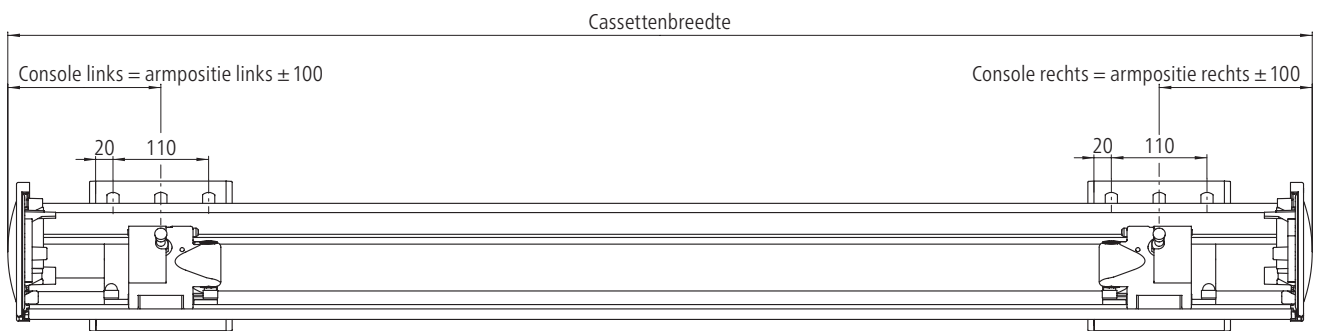 Cassettenbreedte
Console links = armpositie links ± 100
Console rechts = armpositie rechts ± 100
20 110
20 110